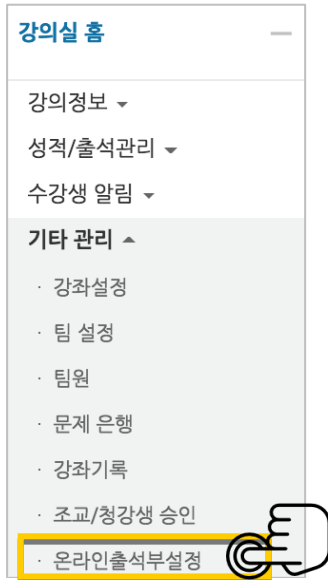 강의실 홈
강의정보
성적/출석관리
수강생 알림
기타 관리
· 강좌설정
· 팀 설정
· 팀원
· 문제 은행
· 강좌기록
· 조교/청강생 승인
· 온라인출석부설정